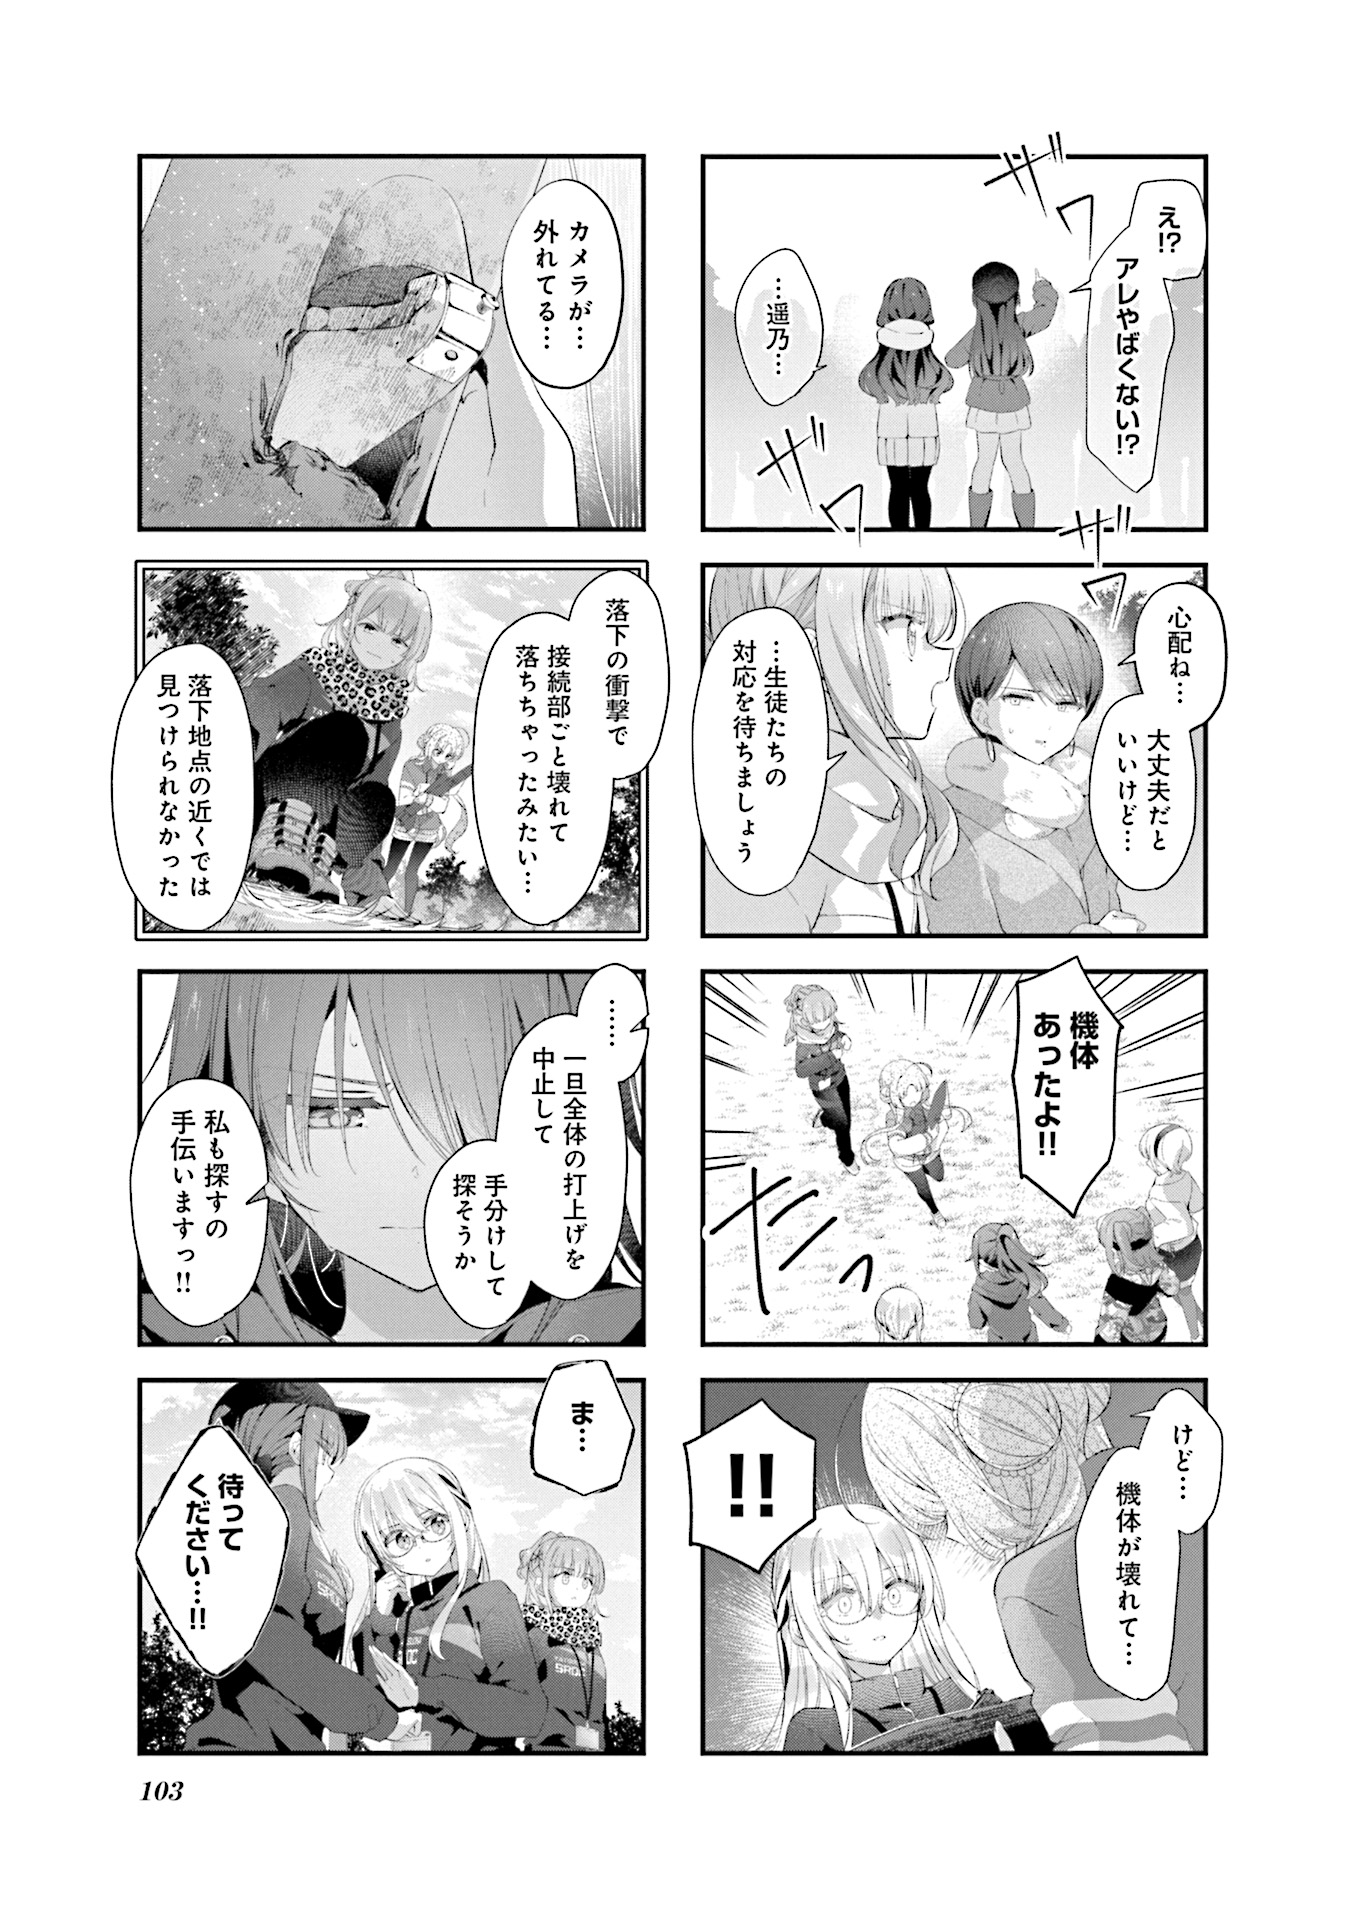 え!?
アレやばくない!?
…遥乃…
ザワ
ザワ
ザワ
心配ね…
大丈夫だと
いいけど…
…生徒たちの
対応を待ちましょう
機体
あったよ!!
だっ
けど…
機体が壊れて…
!!
カメラが…
外れてる…
落下の衝撃で
接続部ごと壊れて
落ちちゃったみたい…
落下地点の近くでは
見つけられなかった
……
一旦全体の打上げを
中止して
手分けして
探そうか
私も探すの
手伝いますっ!!
ま…
待って
ください…!!
SRDC
103